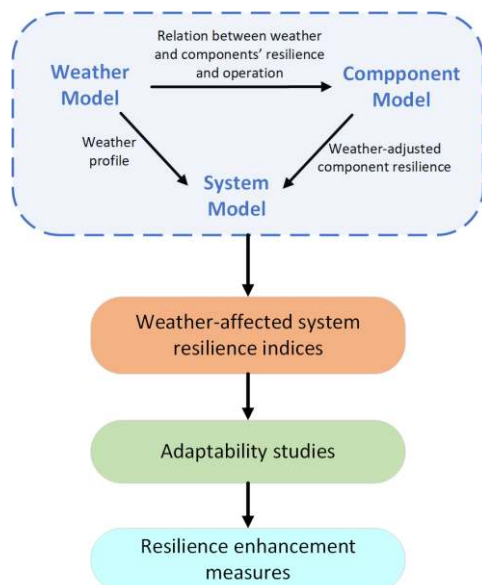 Relation between weather
and components’ resilience
and operation
Weather
Model
Compponent
Model
Weather
profile
Weather-adjusted
component resilience
System
Model
Weather-affected system
resilience indices
Adaptability studies
Resilience enhancement
measures